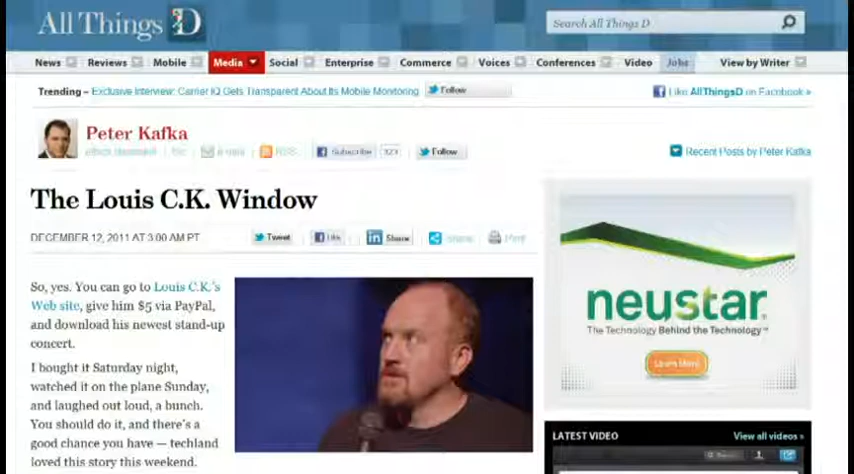 All Things D
Search All Things D
News Reviews Mobile Media Social Enterprise Commerce Voices Conferences Video Jobs View by Writer
Trending – Exclusive Interview: Carrier IQ Gets Transparent About Its Mobile Monitoring Follow
Like AllThingsD on Facebook »
Peter Kafka
ethics statement bio e-mail RSS Subscribe 323 Follow
Recent Posts by Peter Kafka
The Louis C.K. Window
DECEMBER 12, 2011 AT 3:00 AM PT
Tweet Like Share Share Print
So, yes. You can go to Louis C.K.'s
Web site, give him $5 via PayPal,
and download his newest stand-up
concert.
I bought it Saturday night,
watched it on the plane Sunday,
and laughed out loud, a bunch.
You should do it, and there's a
good chance you have — techland
loved this story this weekend.
neustar
The Technology Behind the Technology™
Learn More
LATEST VIDEO
View all videos »